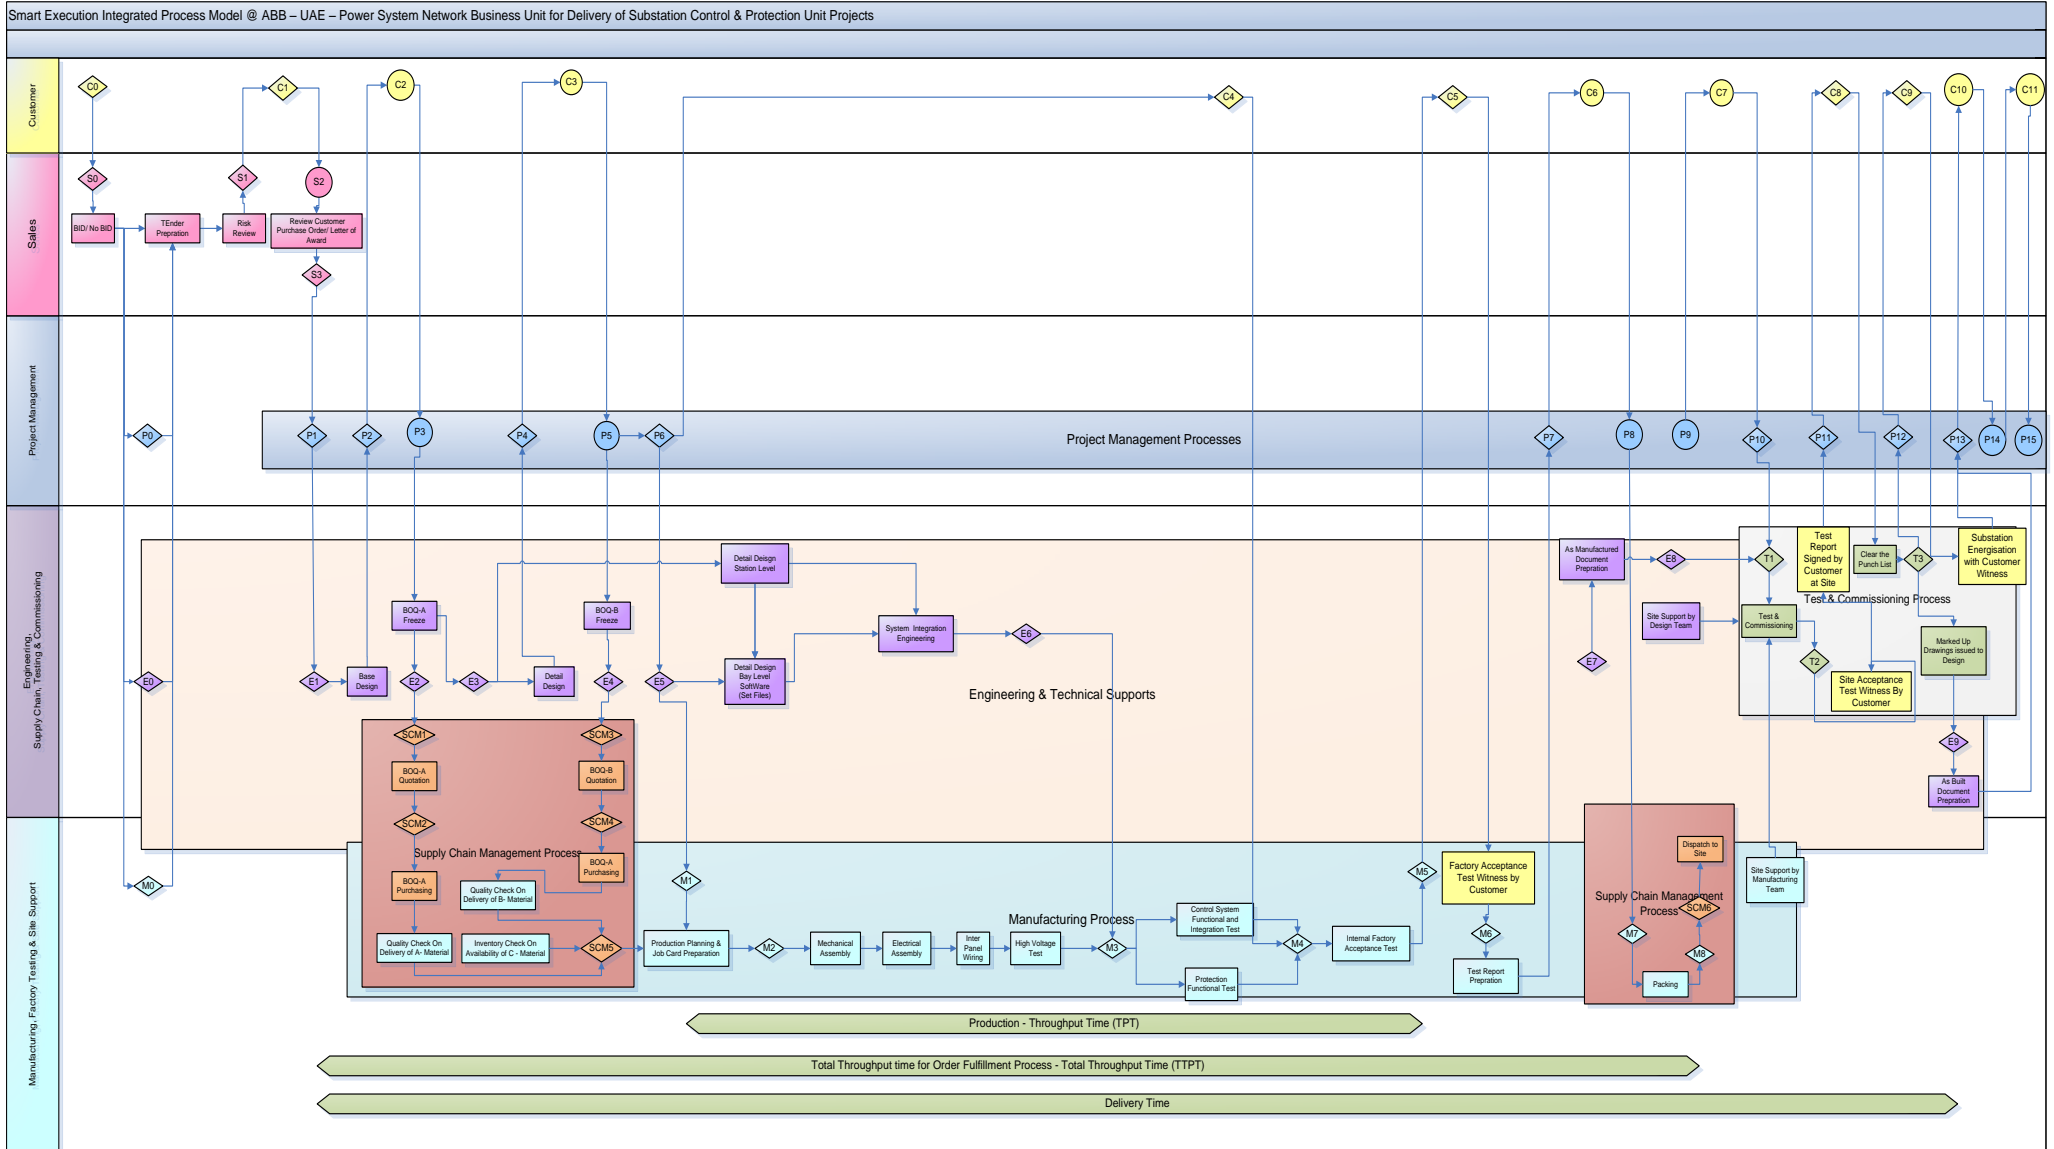 Smart Execution Integrated Process Model @ ABB – UAE – Power System Network Business Unit for Delivery of Substation Control & Protection Unit Projects
Customer
C0
C1
C2
C3
C4
C5
C6
C7
C8
C9
C10
C11
Sales
S0
S1
S2
BID/ No BID
TEnder
Prepration
Risk
Review
Review Customer
Purchase Order/ Letter of
Award
S3
Project Management
P0
P1
P2
P3
P4
P5
P6
Project Management Processes
P7
P8
P9
P10
P11
P12
P13
P14
P15
Engineering,
Supply Chain, Testing & Commissioning
E0
E1
Base
Design
BOQ-A
Freeze
E2
E3
Detail
Design
BOQ-B
Freeze
E4
E5
Detail Deisgn
Station Level
Detail Design
Bay Level
SoftWare
(Set Files)
System Integration
Engineering
E6
Engineering & Technical Supports
As Manufactured
Document
Prepration
E7
E8
Site Support by
Design Team
T1
Test &
Commissioning
T2
Test
Report
Signed by
Customer
at Site
Test & Commissioning Process
Clear the
Punch List
T3
Substation
Energisation
with Customer
Witness
Site Acceptance
Test Witness By
Customer
Marked Up
Drawings issued to
Design
E9
As Built
Document
Prepration
SCM1
BOQ-A
Quotation
SCM2
SCM3
BOQ-B
Quotation
SCM4
Supply Chain Management Process
BOQ-A
Purchasing
BOQ-A
Purchasing
Quality Check On
Delivery of B- Material
Quality Check On
Delivery of A- Material
Inventory Check On
Availability of C - Material
SCM5
Manufacturing, Factory Testing & Site Support
M0
M1
Production Planning &
Job Card Preparation
M2
Mechanical
Assembly
Electrical
Assembly
Inter
Panel
Wiring
High Voltage
Test
Manufacturing Process
M3
Control System
Functional and
Integration Test
Protection
Functional Test
M4
Internal Factory
Acceptance Test
M5
Factory Acceptance
Test Witness by
Customer
M6
Test Report
Prepration
Dispatch to
Site
Supply Chain Management
Process
SCM6
M7
M8
Packing
Site Support by
Manufacturing
Team
Production - Throughput Time (TPT)
Total Throughput time for Order Fulfillment Process - Total Throughput Time (TTPT)
Delivery Time